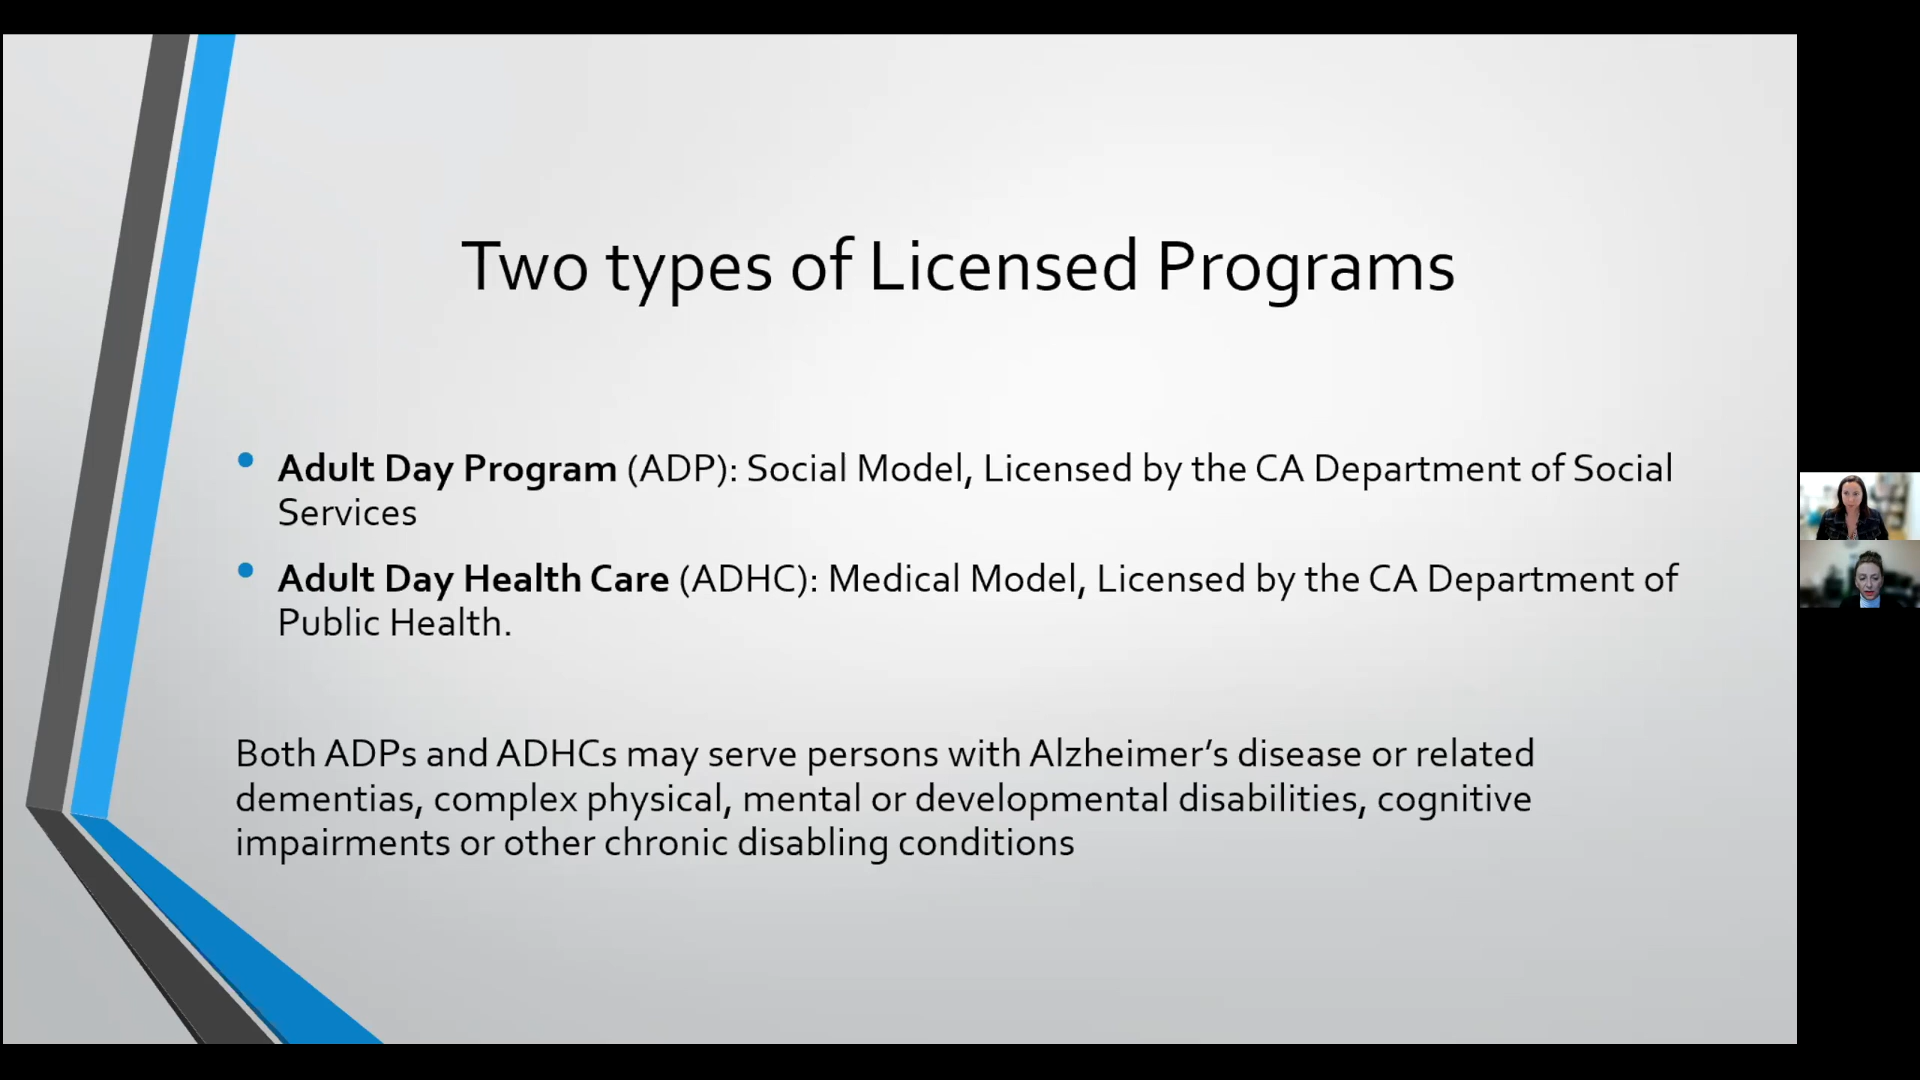 Two types of Licensed Programs
• Adult Day Program (ADP): Social Model, Licensed by the CA Department of Social
Services
• Adult Day Health Care (ADHC): Medical Model, Licensed by the CA Department of
Public Health.
Both ADPs and ADHCs may serve persons with Alzheimer’s disease or related
dementias, complex physical, mental or developmental disabilities, cognitive
impairments or other chronic disabling conditions